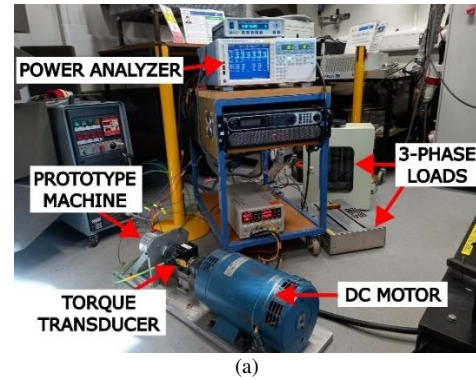 POWER ANALYZER
3-PHASE
LOADS
PROTOTYPE
MACHINE
TORQUE
TRANSDUCER
DC MOTOR
(a)